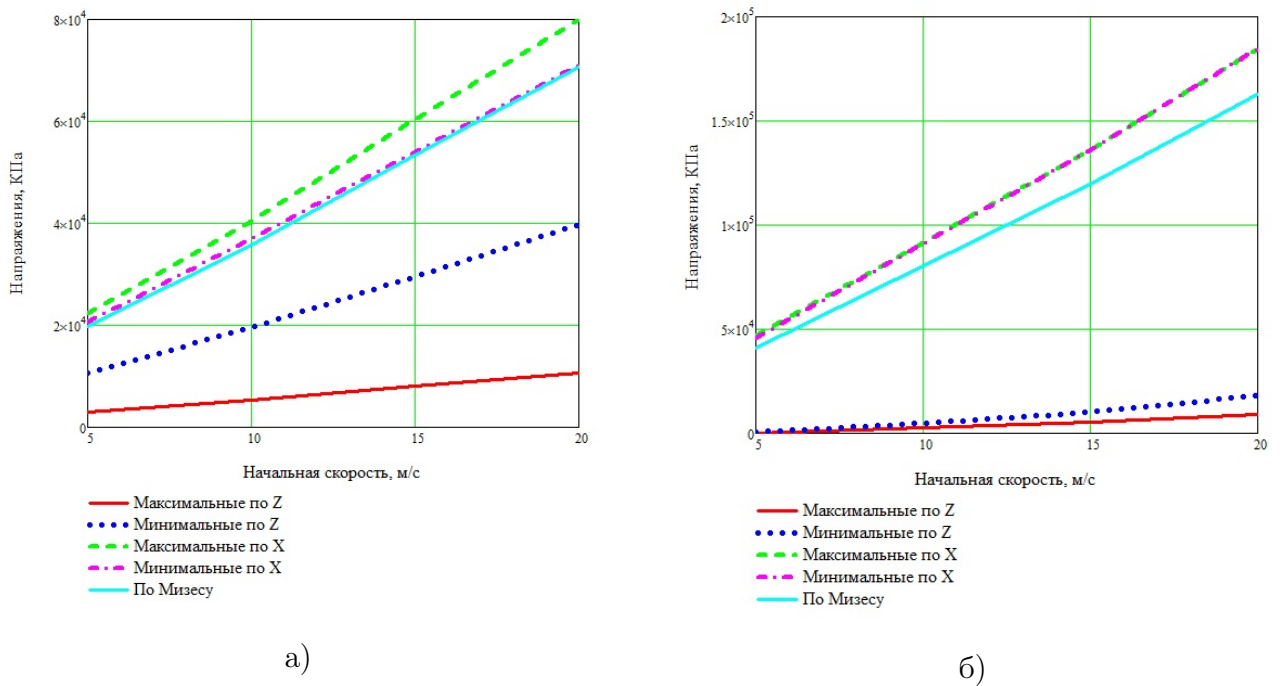 8×10⁴
6×10⁴
4×10⁴
2×10⁴
0
5
10
15
20
Напраяжения, КПа
Начальная скорость, м/с
Максимальные по Z
Минимальные по Z
Максимальные по X
Минимальные по X
По Мизесу
а)
2×10⁵
1.5×10⁵
1×10⁵
5×10⁴
0
5
10
15
20
Напраяжения, КПа
Начальная скорость, м/с
Максимальные по Z
Минимальные по Z
Максимальные по X
Минимальные по X
По Мизесу
б)